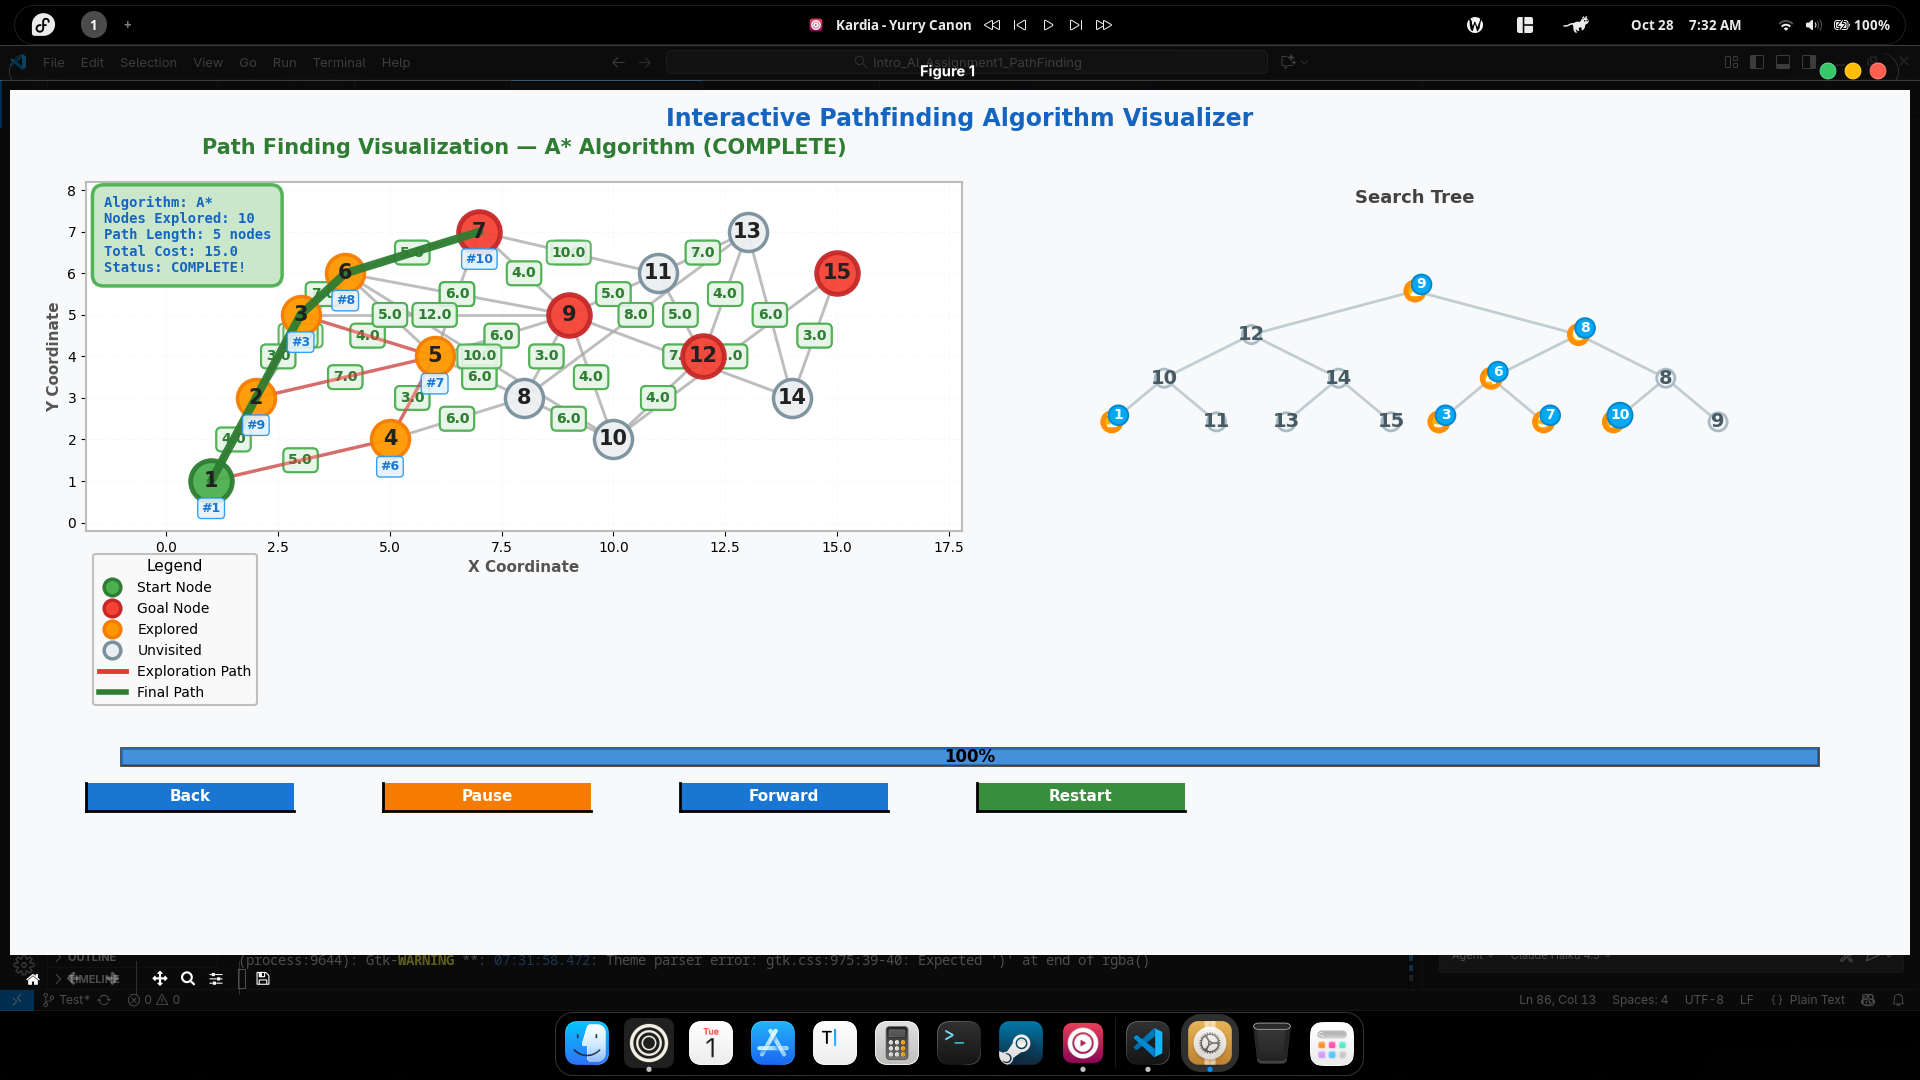 1
+
Kardia - Yurry Canon
Oct 28 7:32 AM
100%
File Edit Selection View Go Run Terminal Help
Intro_AI_Assignment1_PathFinding
Figure 1
Interactive Pathfinding Algorithm Visualizer
Path Finding Visualization — A* Algorithm (COMPLETE)
Algorithm: A*
Nodes Explored: 10
Path Length: 5 nodes
Total Cost: 15.0
Status: COMPLETE!
Y Coordinate
8
7
6
5
4
3
2
1
0
0.0 2.5 5.0 7.5 10.0 12.5 15.0 17.5
X Coordinate
7
13
#10
10.0
7.0
6
11
15
#8
4.0
6.0
5.0
4.0
3
9
#3
5.0
12.0
8.0
5.0
6.0
4.0
6.0
3.0
5
12
#7
10.0
3.0
7.0
6.0
4.0
2
8
14
#9
3.0
4.0
4
10
#6
6.0
6.0
5.0
1
#1
Search Tree
9
12
8
10
14
6
8
1
11
13
15
3
7
10
9
Legend
Start Node
Goal Node
Explored
Unvisited
Exploration Path
Final Path
100%
Back
Pause
Forward
Restart
OUTLINE
TIMELINE
(process:9644): Gtk-WARNING **: 07:31:58.472: Theme parser error: gtk.css:975:39-40: Expected ')' at end of rgba()
Test*
0 0
Ln 86, Col 13 Spaces: 4 UTF-8 LF {} Plain Text
Tue
1